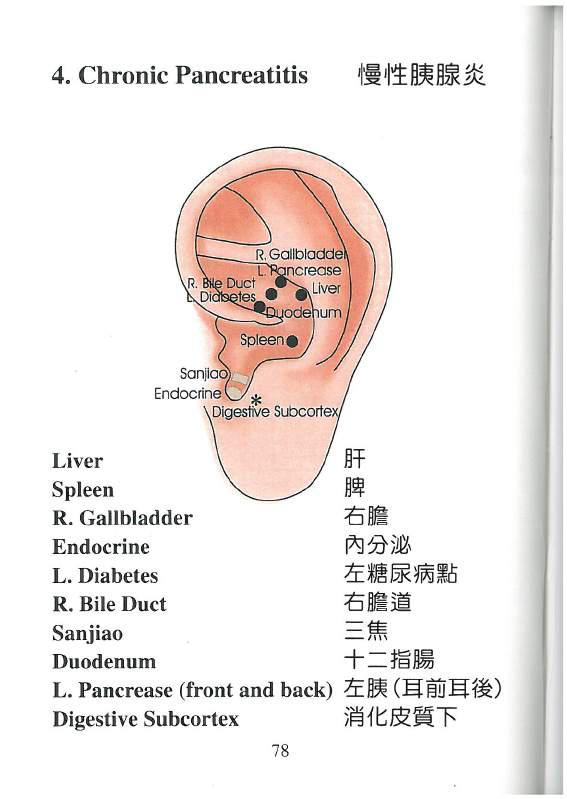 4. Chronic Pancreatitis 慢性胰腺炎
R. Gallbladder
L. Pancrease
R. Bile Duct
Liver
L. Diabetes
Duodenum
Spleen
Sanjiao
Endocrine
*
Digestive Subcortex
Liver 肝
Spleen 脾
R. Gallbladder 右膽
Endocrine 內分泌
L. Diabetes 左糖尿病點
R. Bile Duct 右膽道
Sanjiao 三焦
Duodenum 十二指腸
L. Pancrease (front and back) 左胰(耳前耳後)
Digestive Subcortex 消化皮質下
78